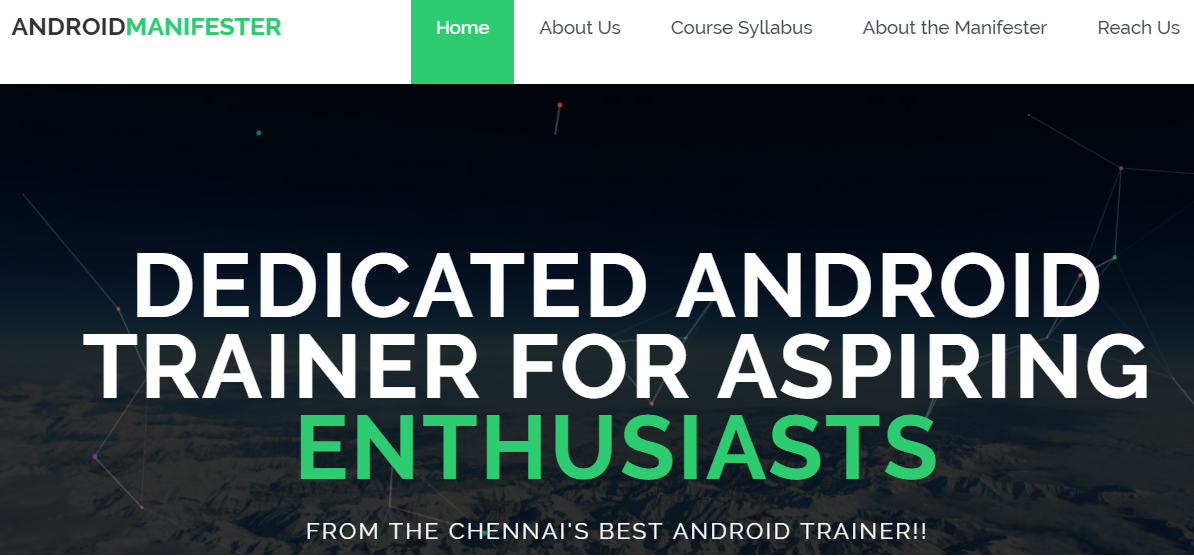 ANDROIDMANIFESTER
Home About Us Course Syllabus About the Manifester Reach Us
DEDICATED ANDROID
TRAINER FOR ASPIRING
ENTHUSIASTS
FROM THE CHENNAI'S BEST ANDROID TRAINER!!